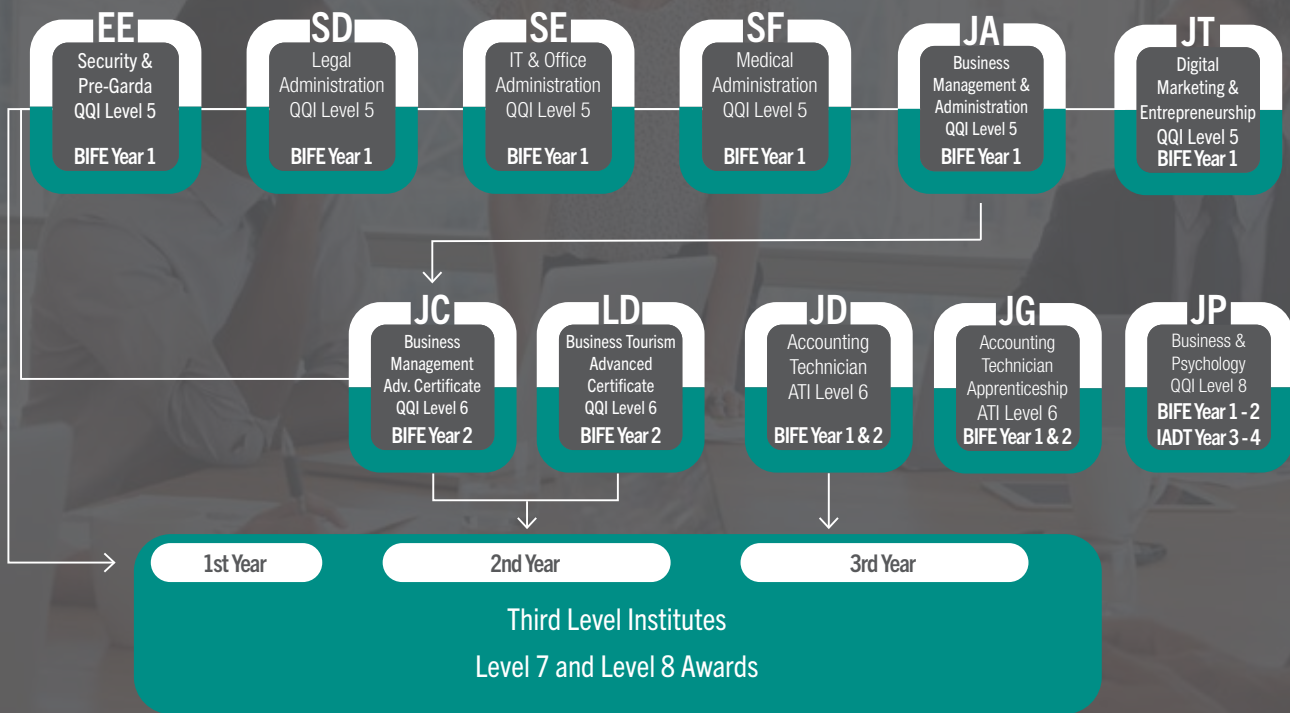 EE
Security &
Pre-Garda
QQI Level 5
BIFE Year 1
SD
Legal
Administration
QQI Level 5
BIFE Year 1
SE
IT & Office
Administration
QQI Level 5
BIFE Year 1
SF
Medical
Administration
QQI Level 5
BIFE Year 1
JA
Business
Management &
Administration
QQI Level 5
BIFE Year 1
JT
Digital
Marketing &
Entrepreneurship
QQI Level 5
BIFE Year 1
JC
Business
Management
Adv. Certificate
QQI Level 6
BIFE Year 2
LD
Business Tourism
Advanced
Certificate
QQI Level 6
BIFE Year 2
JD
Accounting
Technician
ATI Level 6
BIFE Year 1 & 2
JG
Accounting
Technician
Apprenticeship
ATI Level 6
BIFE Year 1 & 2
JP
Business &
Psychology
QQI Level 8
BIFE Year 1 - 2
IADT Year 3 - 4
1st Year
2nd Year
3rd Year
Third Level Institutes
Level 7 and Level 8 Awards